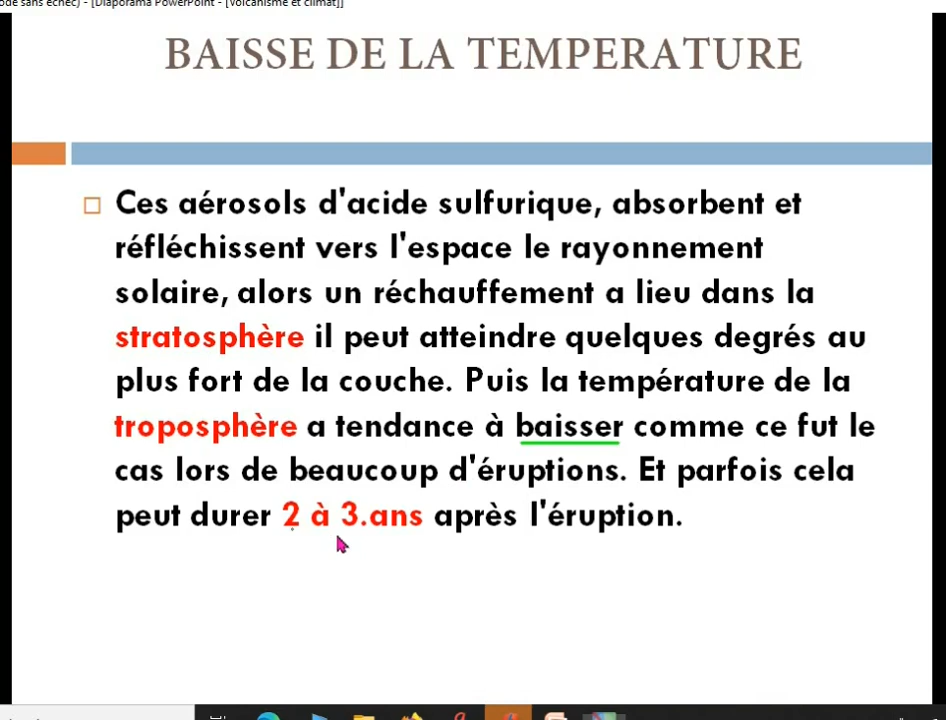 ode sans échec) - [Diaporama PowerPoint - [Volcanisme et climat]]
BAISSE DE LA TEMPERATURE
Ces aérosols d'acide sulfurique, absorbent et
réfléchissent vers l'espace le rayonnement
solaire, alors un réchauffement a lieu dans la
stratosphère il peut atteindre quelques degrés au
plus fort de la couche. Puis la température de la
troposphère a tendance à baisser comme ce fut le
cas lors de beaucoup d'éruptions. Et parfois cela
peut durer 2 à 3.ans après l'éruption.